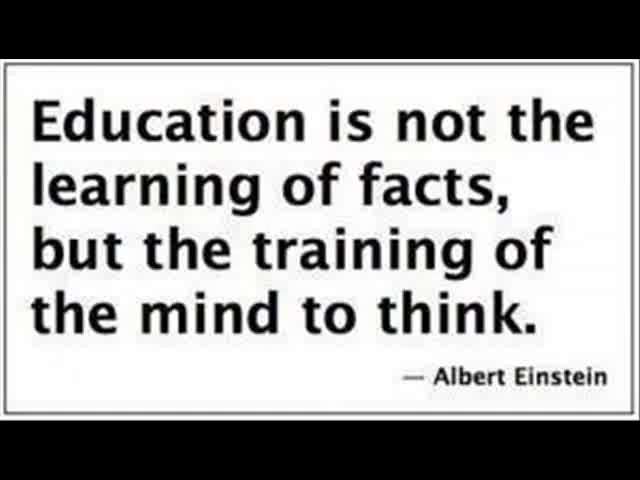 Education is not the
learning of facts,
but the training of
the mind to think.
— Albert Einstein